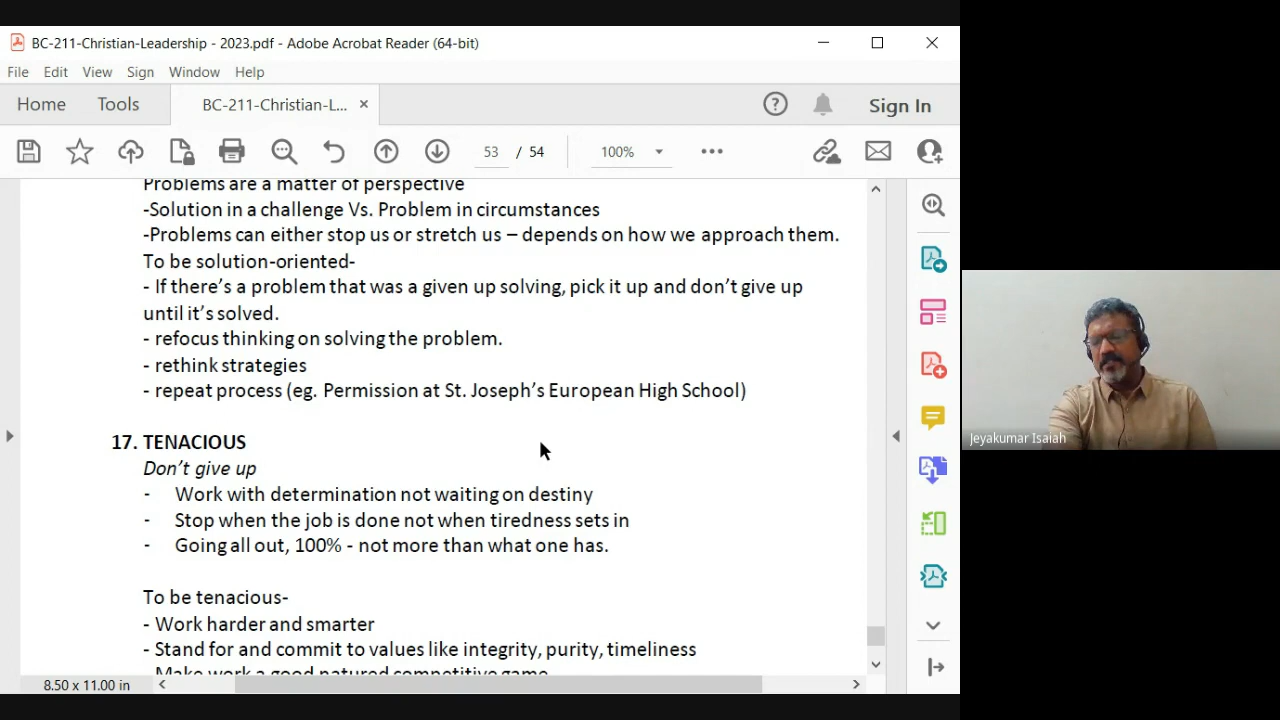 BC-211-Christian-Leadership - 2023.pdf - Adobe Acrobat Reader (64-bit)
File Edit View Sign Window Help
Home Tools BC-211-Christian-L... × Sign In
53 / 54 100%
Problems are a matter of perspective
-Solution in a challenge Vs. Problem in circumstances
-Problems can either stop us or stretch us – depends on how we approach them.
To be solution-oriented-
- If there’s a problem that was a given up solving, pick it up and don’t give up
until it’s solved.
- refocus thinking on solving the problem.
- rethink strategies
- repeat process (eg. Permission at St. Joseph’s European High School)
17. TENACIOUS
Don’t give up
- Work with determination not waiting on destiny
- Stop when the job is done not when tiredness sets in
- Going all out, 100% - not more than what one has.
To be tenacious-
- Work harder and smarter
- Stand for and commit to values like integrity, purity, timeliness
- Make work a good natured competitive game
8.50 x 11.00 in
Jeyakumar Isaiah